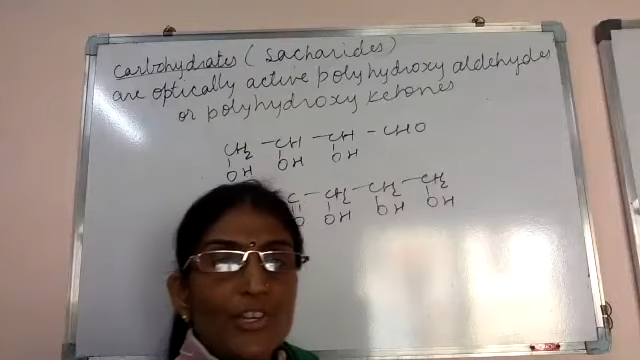 carbohydrates (sacharides)
are optically active polyhydroxy aldehydes
or polyhydroxy ketones
CH2 - CH - CH - CHO
OH OH OH
C - CH2 - CH2 - CH2
O OH OH OH